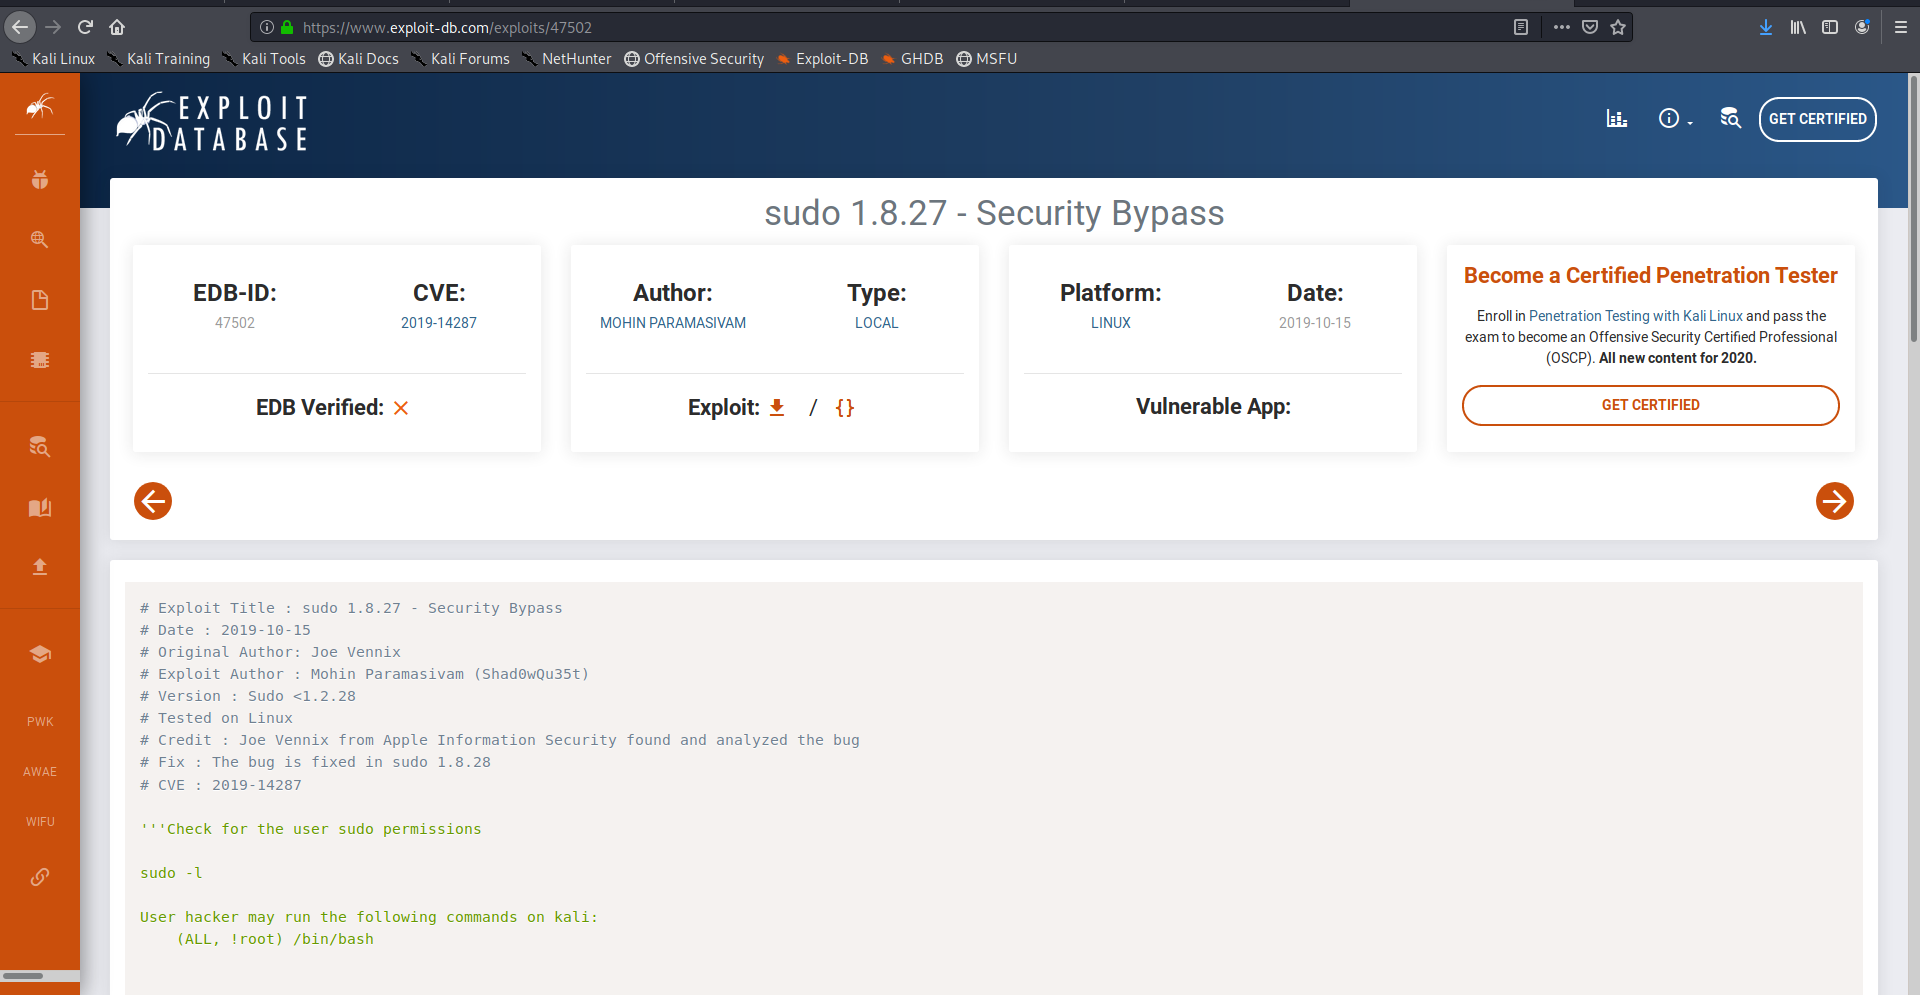 https://www.exploit-db.com/exploits/47502
Kali Linux Kali Training Kali Tools Kali Docs Kali Forums NetHunter Offensive Security Exploit-DB GHDB MSFU
EXPLOIT
DATABASE
GET CERTIFIED
sudo 1.8.27 - Security Bypass
EDB-ID:
47502
CVE:
2019-14287
EDB Verified:
Author:
MOHIN PARAMASIVAM
Type:
LOCAL
Exploit: / {}
Platform:
LINUX
Date:
2019-10-15
Vulnerable App:
Become a Certified Penetration Tester
Enroll in Penetration Testing with Kali Linux and pass the
exam to become an Offensive Security Certified Professional
(OSCP). All new content for 2020.
GET CERTIFIED
# Exploit Title : sudo 1.8.27 - Security Bypass
# Date : 2019-10-15
# Original Author: Joe Vennix
# Exploit Author : Mohin Paramasivam (Shad0wQu35t)
# Version : Sudo <1.2.28
# Tested on Linux
# Credit : Joe Vennix from Apple Information Security found and analyzed the bug
# Fix : The bug is fixed in sudo 1.8.28
# CVE : 2019-14287
'''Check for the user sudo permissions
sudo -l
User hacker may run the following commands on kali:
(ALL, !root) /bin/bash
PWK
AWAE
WIFU